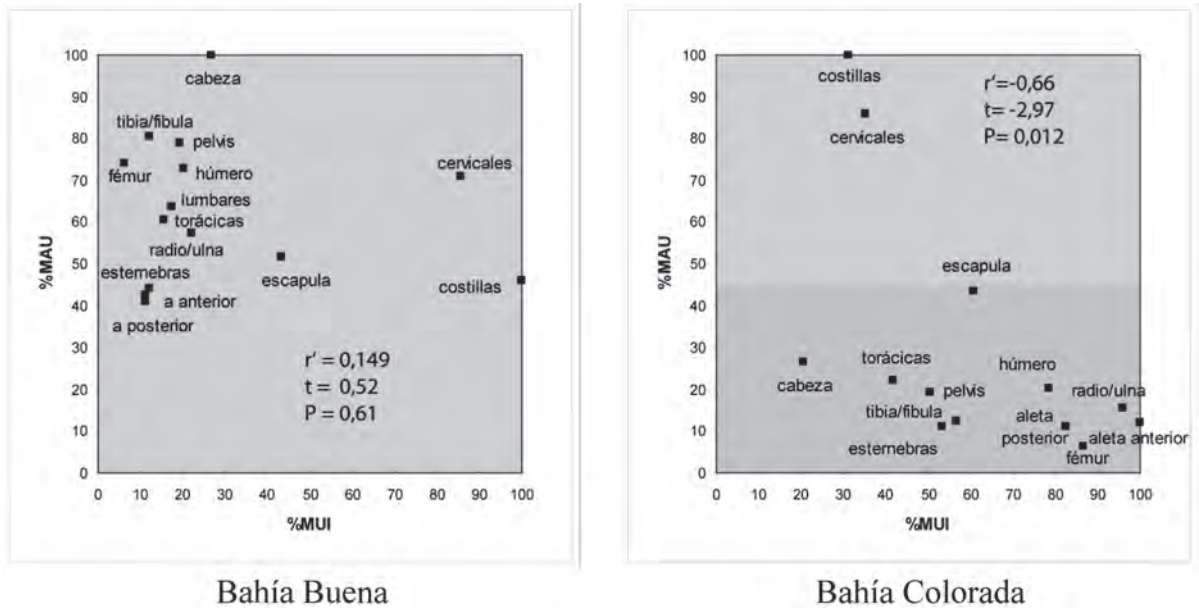 100
cabeza
90
tibia/fibula
80
pelvis
cervicales
70
fémur
húmero
lumbares
60
torácicas
radio/ulna
50
esternebras
escapula
costillas
40
a anterior
a posterior
30
r' = 0,149
20
t = 0,52
10
P = 0,61
0
0 10 20 30 40 50 60 70 80 90 100
%MAU
%MUI
Bahía Buena
100
costillas
r'=-0,66
90
t= -2,97
cervicales
80
P= 0,012
70
60
50
escapula
40
30
torácicas
húmero
20
cabeza
pelvis
radio/ulna
tibia/fibula
aleta
10
esternebras
posterior
aleta anterior
fémur
0
0 10 20 30 40 50 60 70 80 90 100
%MAU
%MUI
Bahía Colorada